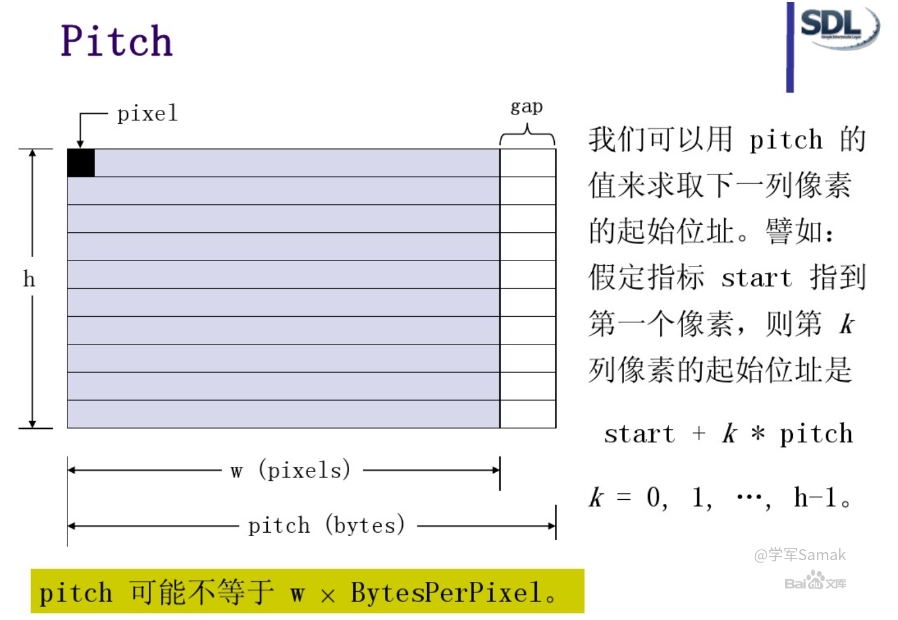 Pitch
SDL
pixel
gap
h
我们可以用 pitch 的
值来求取下一列像素
的起始位址。譬如：
假定指标 start 指到
第一个像素，则第 k
列像素的起始位址是
start + k * pitch
k = 0, 1, …, h-1。
w (pixels)
pitch (bytes)
pitch 可能不等于 w × BytesPerPixel。
@学军Samak
Bai文库